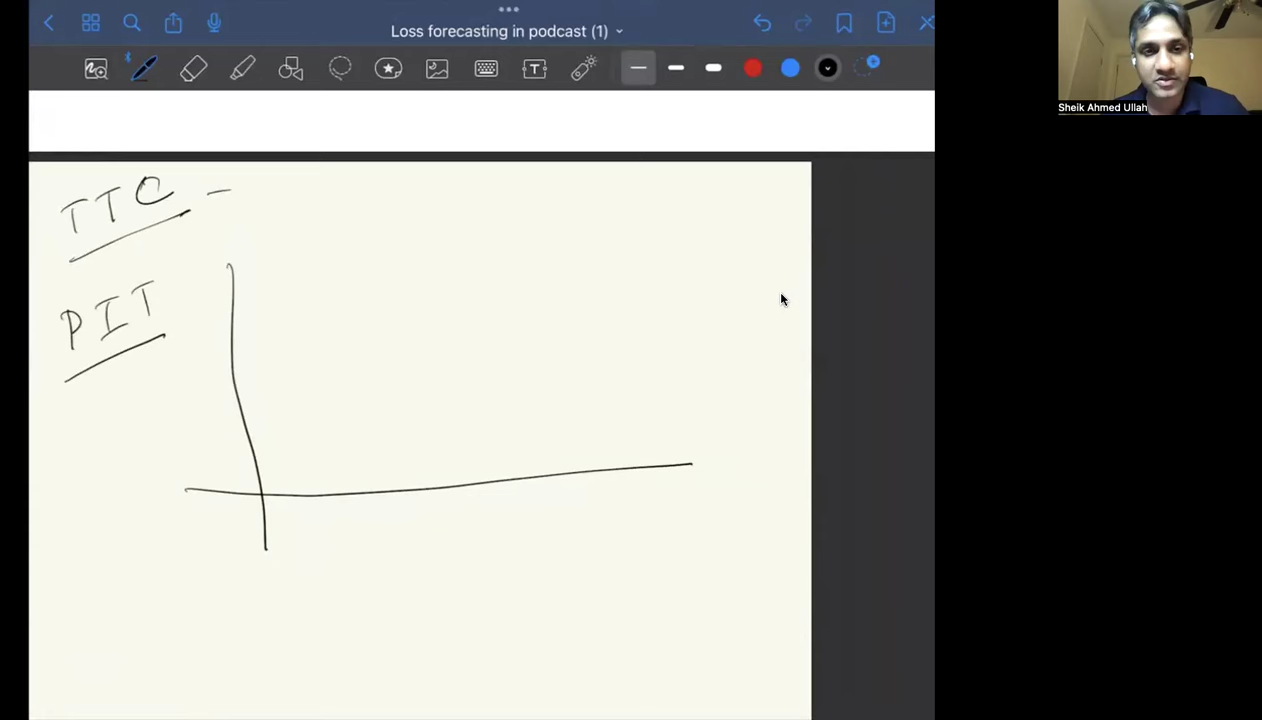 Loss forecasting in podcast (1)
T
Sheik Ahmed Ullah
TTC -
PIT